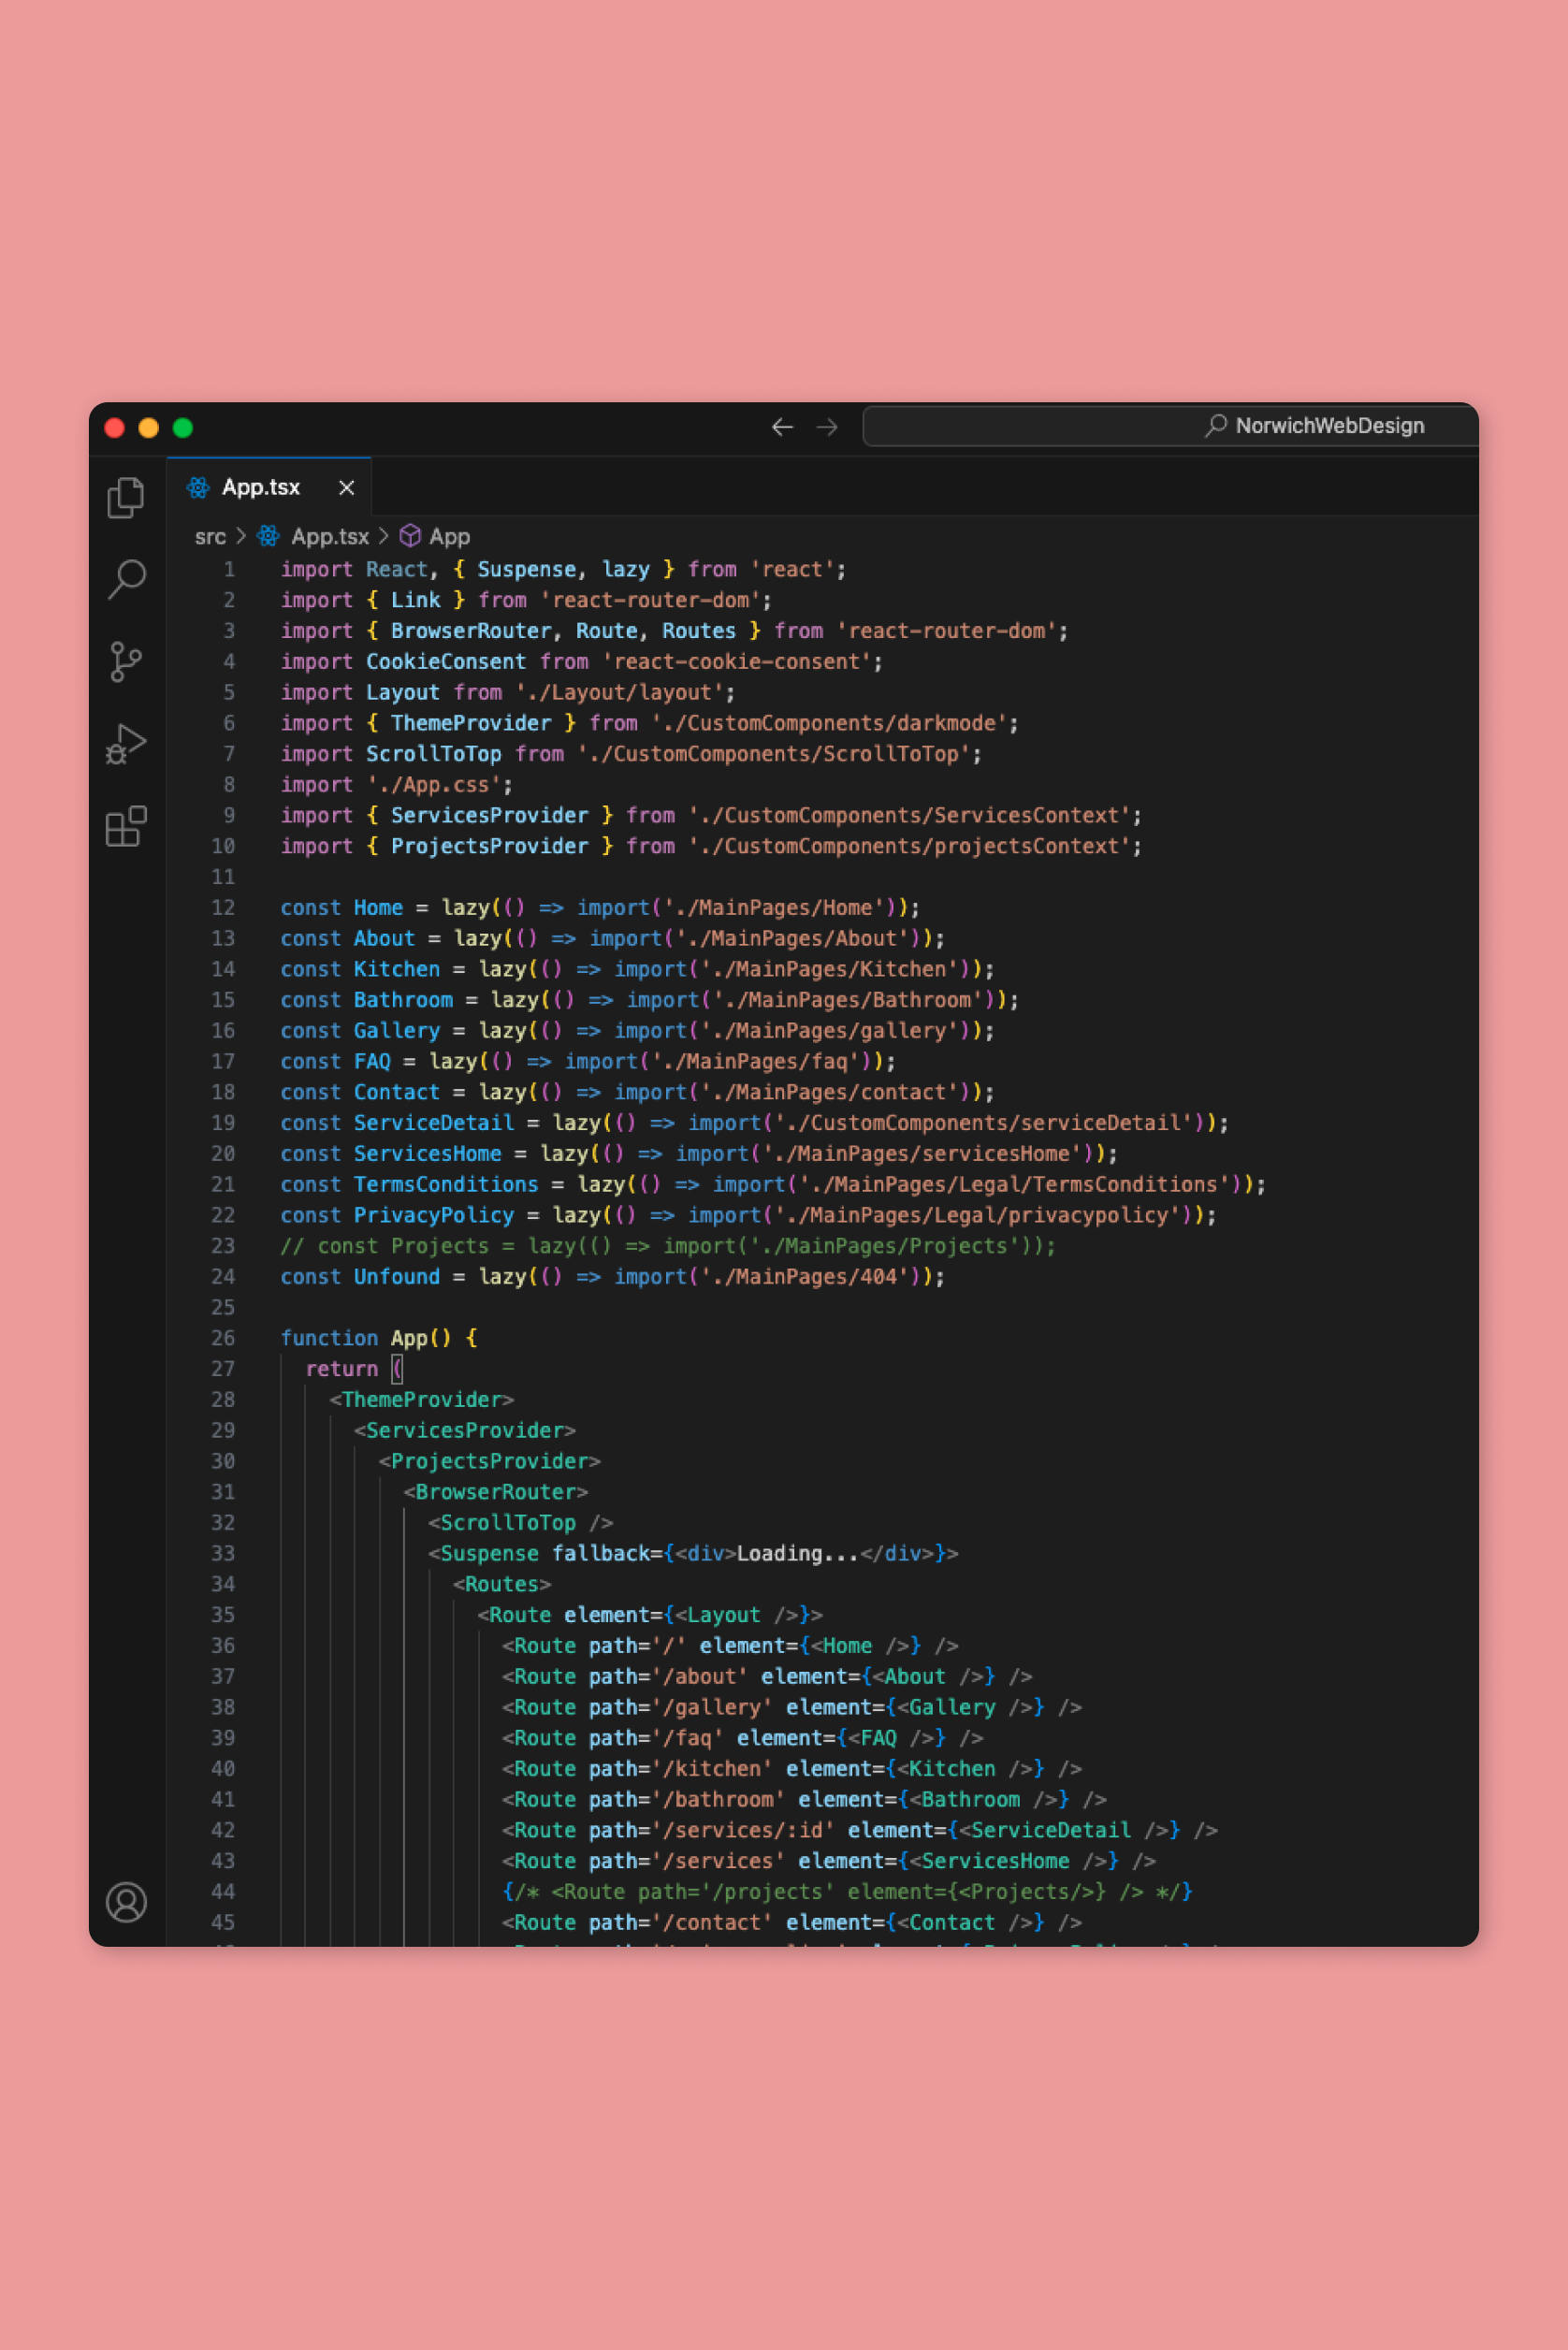 NorwichWebDesign
App.tsx
src > App.tsx > App
1 import React, { Suspense, lazy } from 'react';
2 import { Link } from 'react-router-dom';
3 import { BrowserRouter, Route, Routes } from 'react-router-dom';
4 import CookieConsent from 'react-cookie-consent';
5 import Layout from './Layout/layout';
6 import { ThemeProvider } from './CustomComponents/darkmode';
7 import ScrollToTop from './CustomComponents/ScrollToTop';
8 import './App.css';
9 import { ServicesProvider } from './CustomComponents/ServicesContext';
10 import { ProjectsProvider } from './CustomComponents/projectsContext';
11
12 const Home = lazy(() => import('./MainPages/Home'));
13 const About = lazy(() => import('./MainPages/About'));
14 const Kitchen = lazy(() => import('./MainPages/Kitchen'));
15 const Bathroom = lazy(() => import('./MainPages/Bathroom'));
16 const Gallery = lazy(() => import('./MainPages/gallery'));
17 const FAQ = lazy(() => import('./MainPages/faq'));
18 const Contact = lazy(() => import('./MainPages/contact'));
19 const ServiceDetail = lazy(() => import('./CustomComponents/serviceDetail'));
20 const ServicesHome = lazy(() => import('./MainPages/servicesHome'));
21 const TermsConditions = lazy(() => import('./MainPages/Legal/TermsConditions'));
22 const PrivacyPolicy = lazy(() => import('./MainPages/Legal/privacypolicy'));
23 // const Projects = lazy(() => import('./MainPages/Projects'));
24 const Unfound = lazy(() => import('./MainPages/404'));
25
26 function App() {
27 return (
28 <ThemeProvider>
29 <ServicesProvider>
30 <ProjectsProvider>
31 <BrowserRouter>
32 <ScrollToTop />
33 <Suspense fallback={<div>Loading...</div>}>
34 <Routes>
35 <Route element={<Layout />}>
36 <Route path='/' element={<Home />} />
37 <Route path='/about' element={<About />} />
38 <Route path='/gallery' element={<Gallery />} />
39 <Route path='/faq' element={<FAQ />} />
40 <Route path='/kitchen' element={<Kitchen />} />
41 <Route path='/bathroom' element={<Bathroom />} />
42 <Route path='/services/:id' element={<ServiceDetail />} />
43 <Route path='/services' element={<ServicesHome />} />
44 {/* <Route path='/projects' element={<Projects/>} /> */}
45 <Route path='/contact' element={<Contact />} />